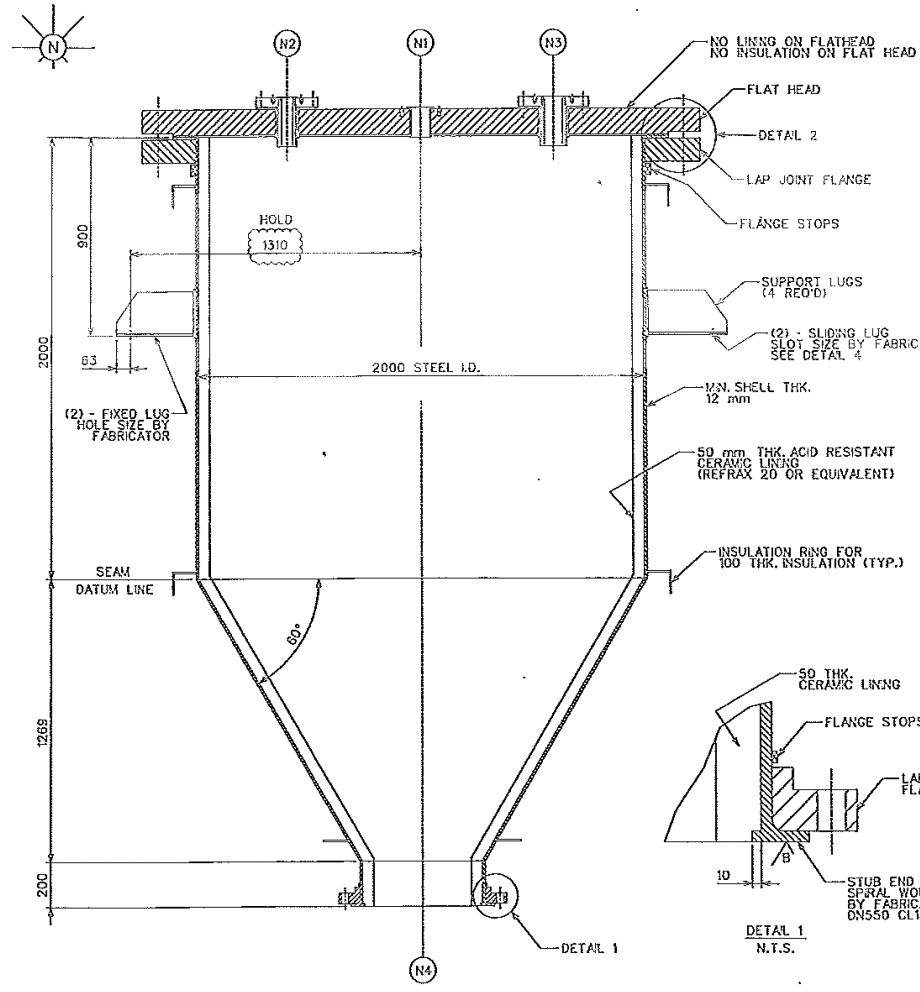 N
N2
N1
N3
NO LINING ON FLATHEAD
NO INSULATION ON FLAT HEAD
FLAT HEAD
DETAIL 2
LAP JOINT FLANGE
FLANGE STOPS
HOLD
1310
900
2000
63
SUPPORT LUGS
(4 REQ'D)
(2) - SLIDING LUG
SLOT SIZE BY FABRIC
SEE DETAIL 4
2000 STEEL I.D.
(2) - FIXED LUG
HOLE SIZE BY
FABRICATOR
MIN. SHELL THK.
12 mm
50 mm THK. ACID RESISTANT
CERAMIC LINING
(REFRAX 20 OR EQUIVALENT)
INSULATION RING FOR
100 THK. INSULATION (TYP.)
SEAM
DATUM LINE
60°
1269
200
50 THK.
CERAMIC LINING
FLANGE STOPS
LA
FLA
B
10
STUB END
SPIRAL WOU
BY FABRICA
DN550 CL1
DETAIL 1
DETAIL 1
N.T.S.
N4